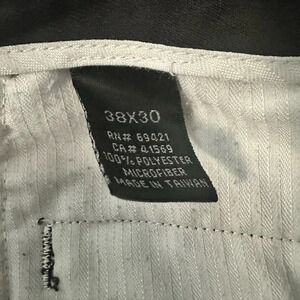 38X30
RN# 69421
CA# 41569
100% POLYESTER
MICROFIBER
MADE IN TAIWAN